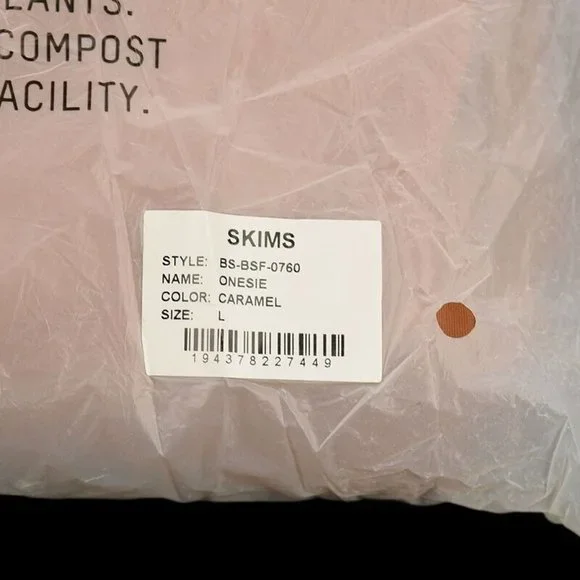 LANTS.
COMPOST
ACILITY.
SKIMS
STYLE: BS-BSF-0760
NAME: ONESIE
COLOR: CARAMEL
SIZE: L
194378227449